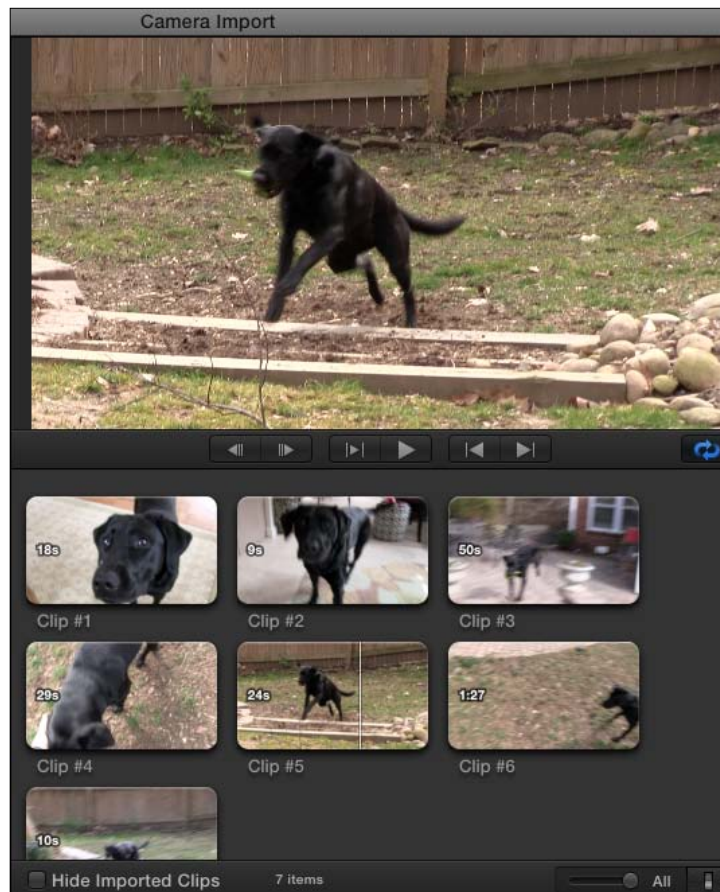 Camera Import
18s
9s
50s
Clip #1
Clip #2
Clip #3
29s
24s
1:27
Clip #4
Clip #5
Clip #6
10s
Hide Imported Clips
7 items
All